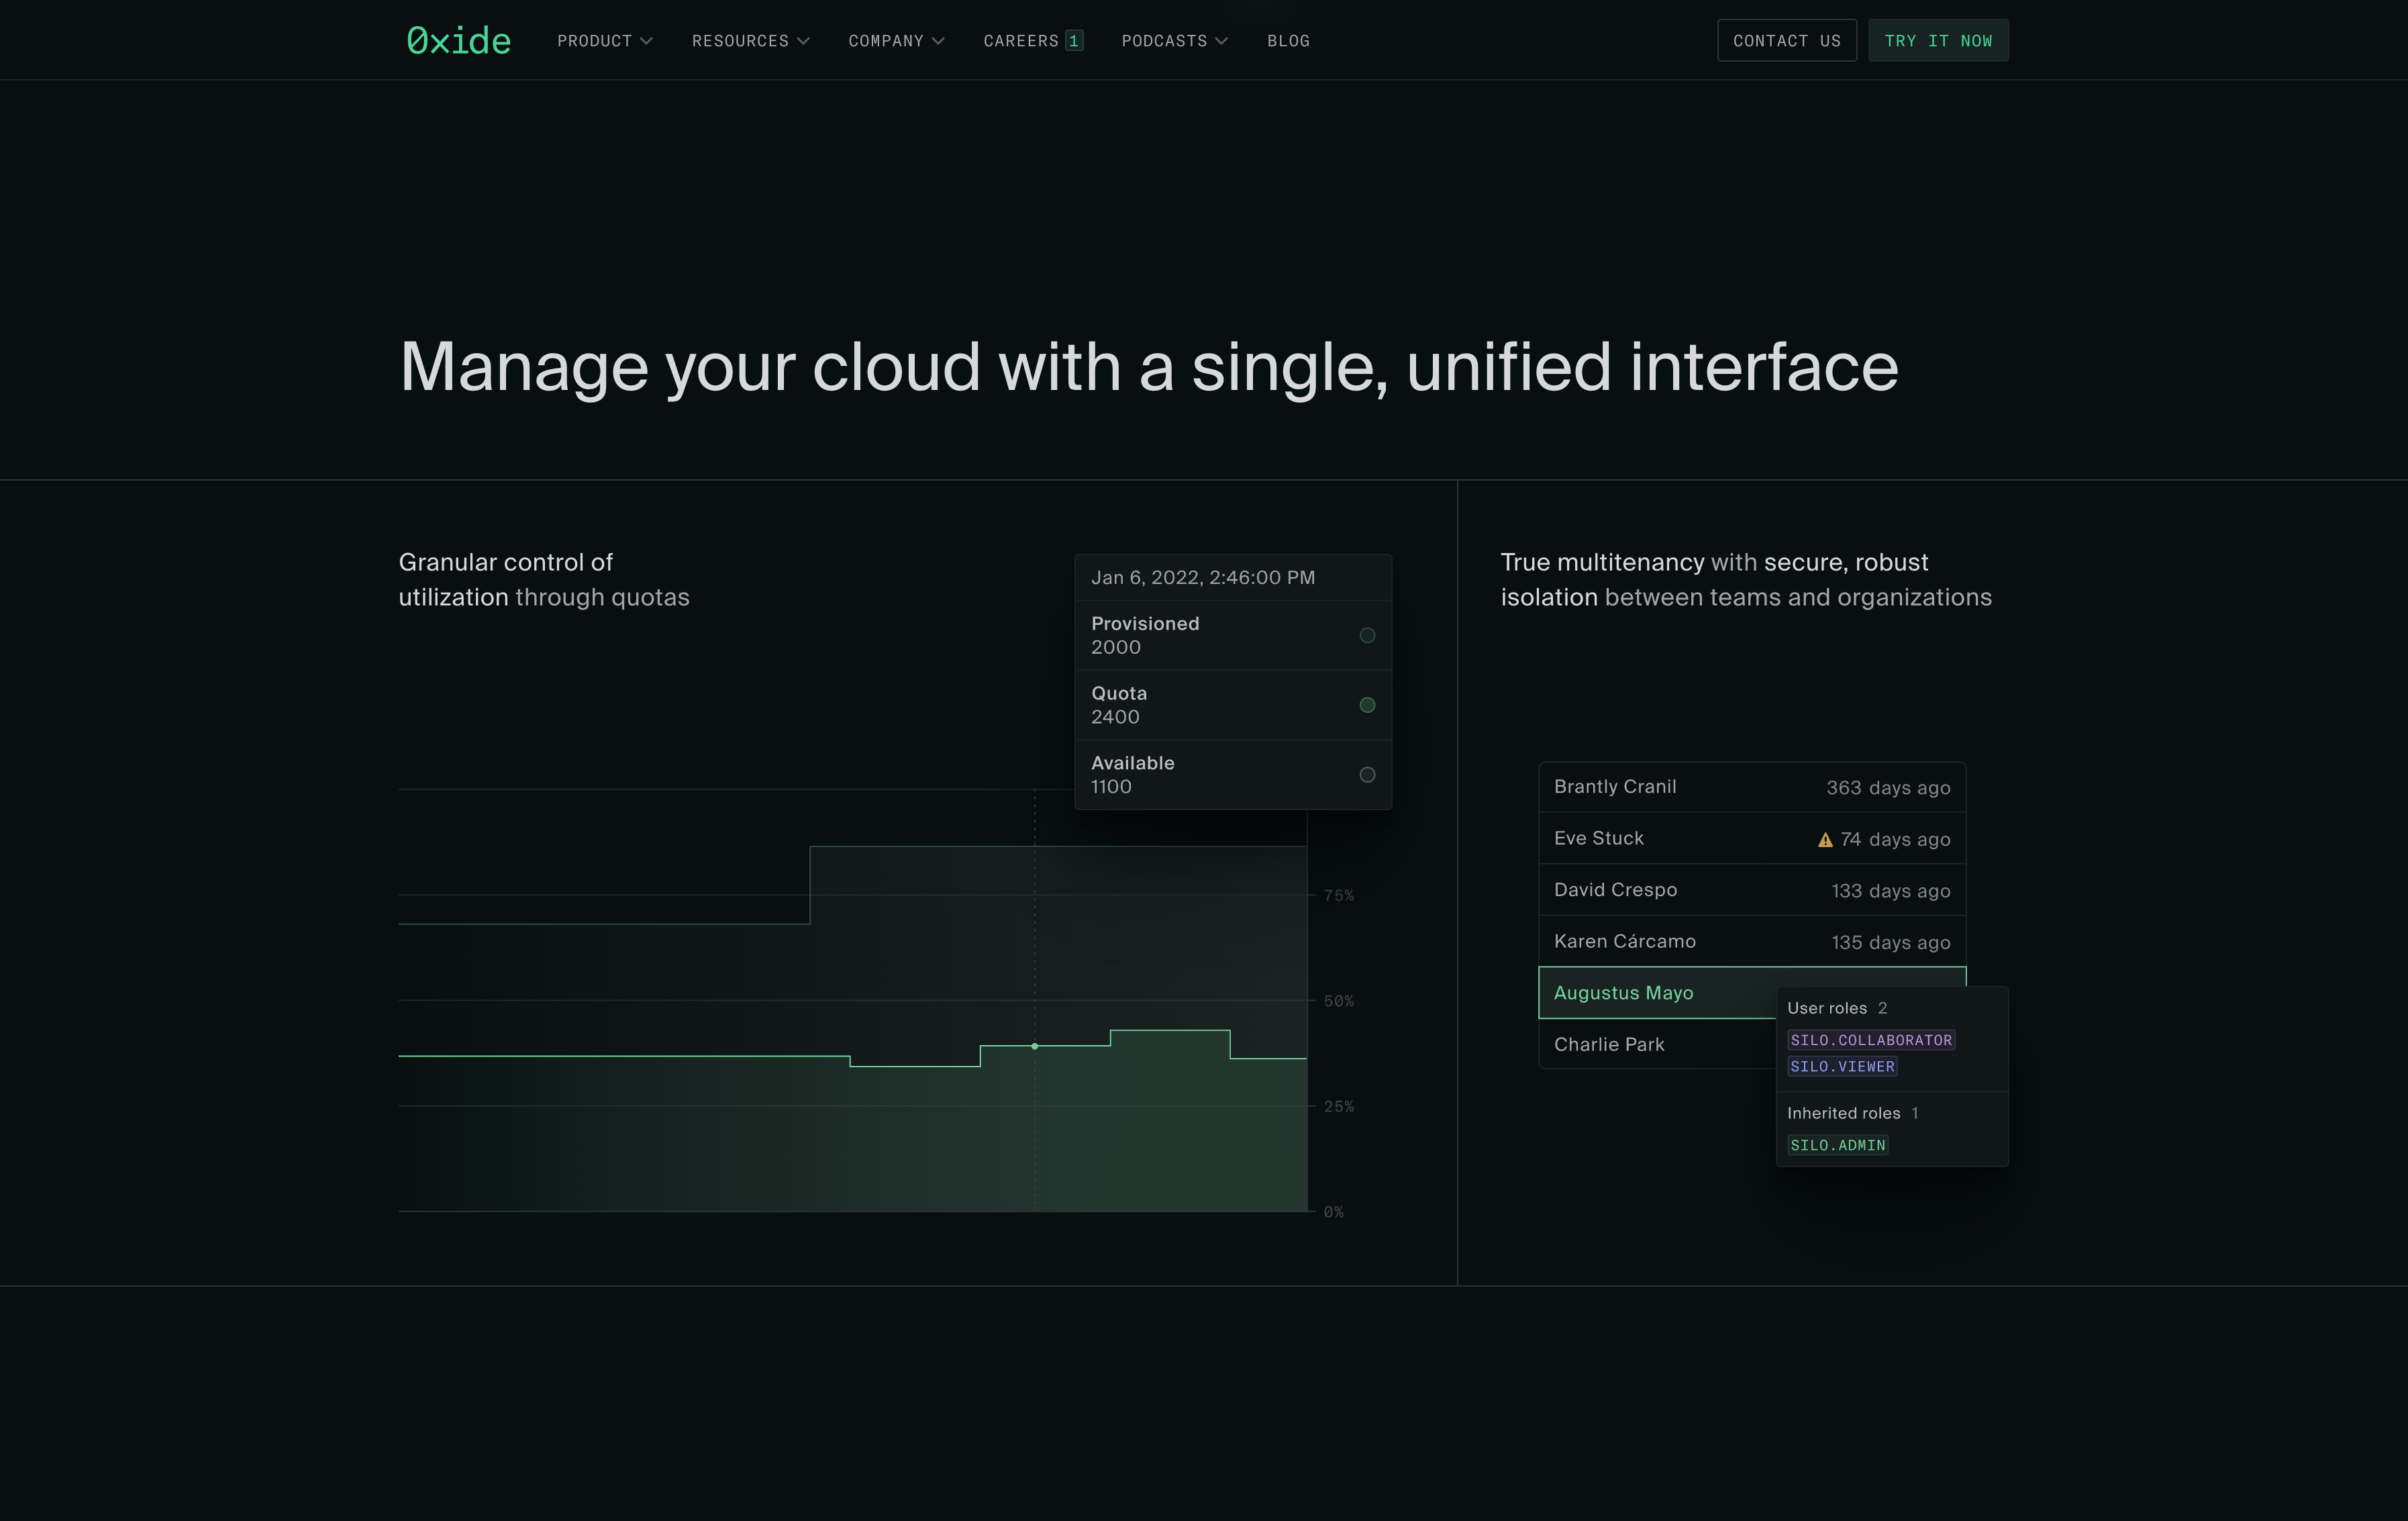 0xide
PRODUCT
RESOURCES
COMPANY
CAREERS 1
PODCASTS
BLOG
CONTACT US
TRY IT NOW
Manage your cloud with a single, unified interface
Granular control of
utilization through quotas
Jan 6, 2022, 2:46:00 PM
Provisioned
2000
Quota
2400
Available
1100
75%
50%
25%
0%
True multitenancy with secure, robust
isolation between teams and organizations
Brantly Cranil 363 days ago
Eve Stuck 74 days ago
David Crespo 133 days ago
Karen Cárcamo 135 days ago
Augustus Mayo
Charlie Park
User roles 2
SILO.COLLABORATOR
SILO.VIEWER
Inherited roles 1
SILO.ADMIN